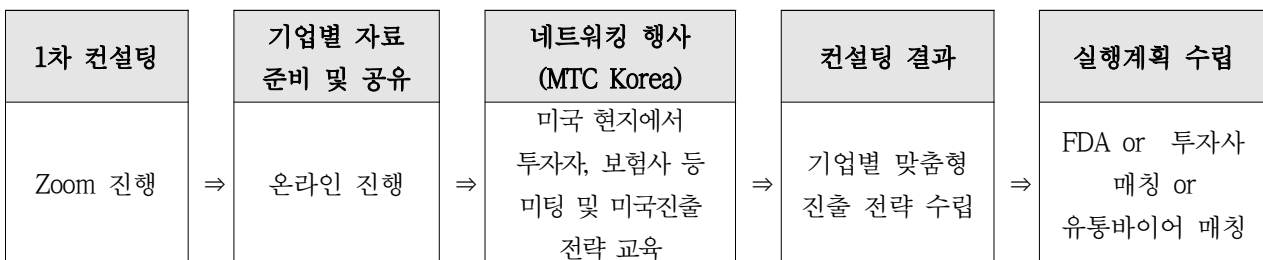 1차 컨설팅
기업별 자료
준비 및 공유
네트워킹 행사
(MTC Korea)
컨설팅 결과
실행계획 수립
Zoom 진행
⇒
온라인 진행
⇒
미국 현지에서
투자자, 보험사 등
미팅 및 미국진출
전략 교육
⇒
기업별 맞춤형
진출 전략 수립
⇒
FDA or 투자사
매칭 or
유통바이어 매칭